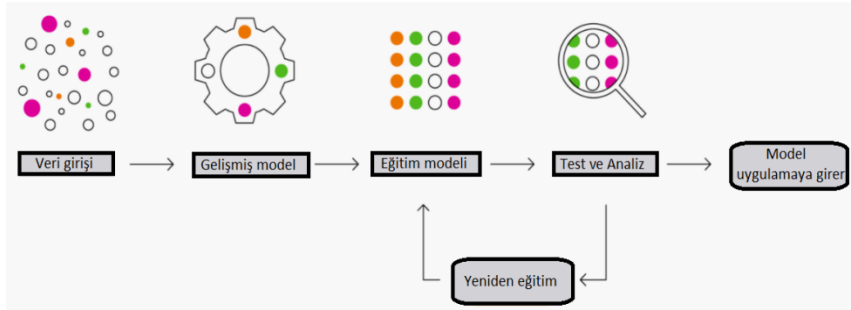 Veri girişi
Gelişmiş model
Eğitim modeli
Test ve Analiz
Model
uygulamaya girer
Yeniden eğitim